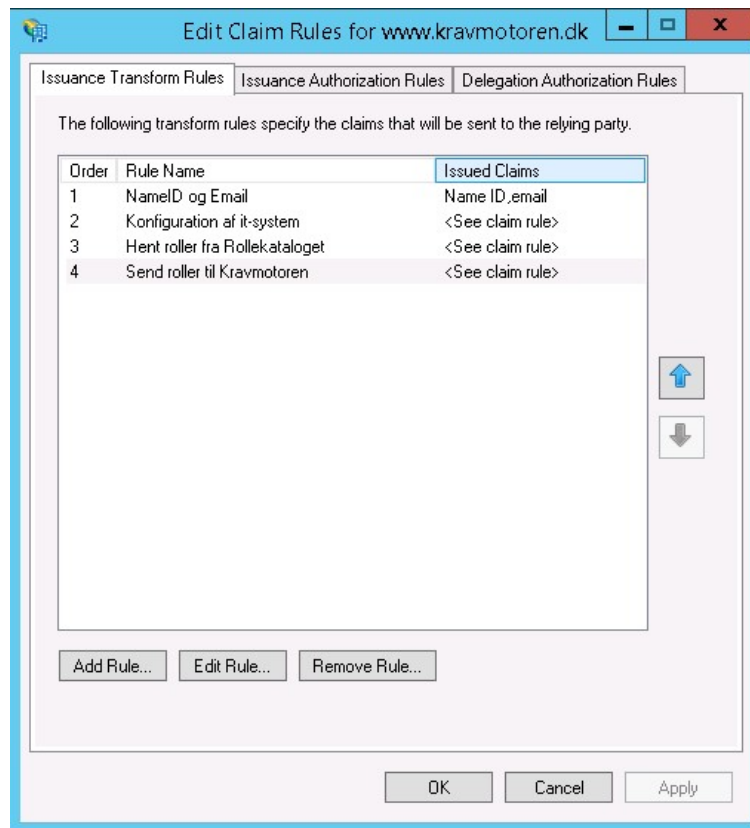 Edit Claim Rules for www.kravmotoren.dk
Issuance Transform Rules Issuance Authorization Rules Delegation Authorization Rules
The following transform rules specify the claims that will be sent to the relying party.
Order Rule Name Issued Claims
1 NameID og Email Name ID,email
2 Konfiguration af it-system <See claim rule>
3 Hent roller fra Rollekataloget <See claim rule>
4 Send roller til Kravmotoren <See claim rule>
Add Rule... Edit Rule... Remove Rule...
OK Cancel Apply